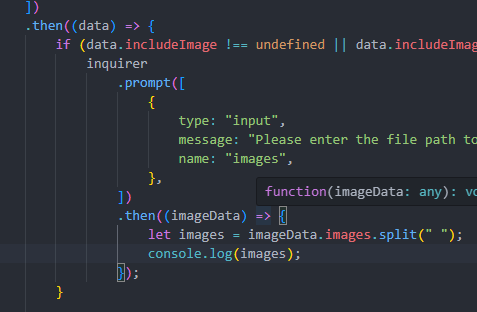 ])
.then((data) => {
if (data.includeImage !== undefined || data.includeImag
inquirer
.prompt([
{
type: "input",
message: "Please enter the file path to
name: "images",
},
])
function(imageData: any): vo
.then((imageData) => {
let images = imageData.images.split(" ");
console.log(images);
});
}